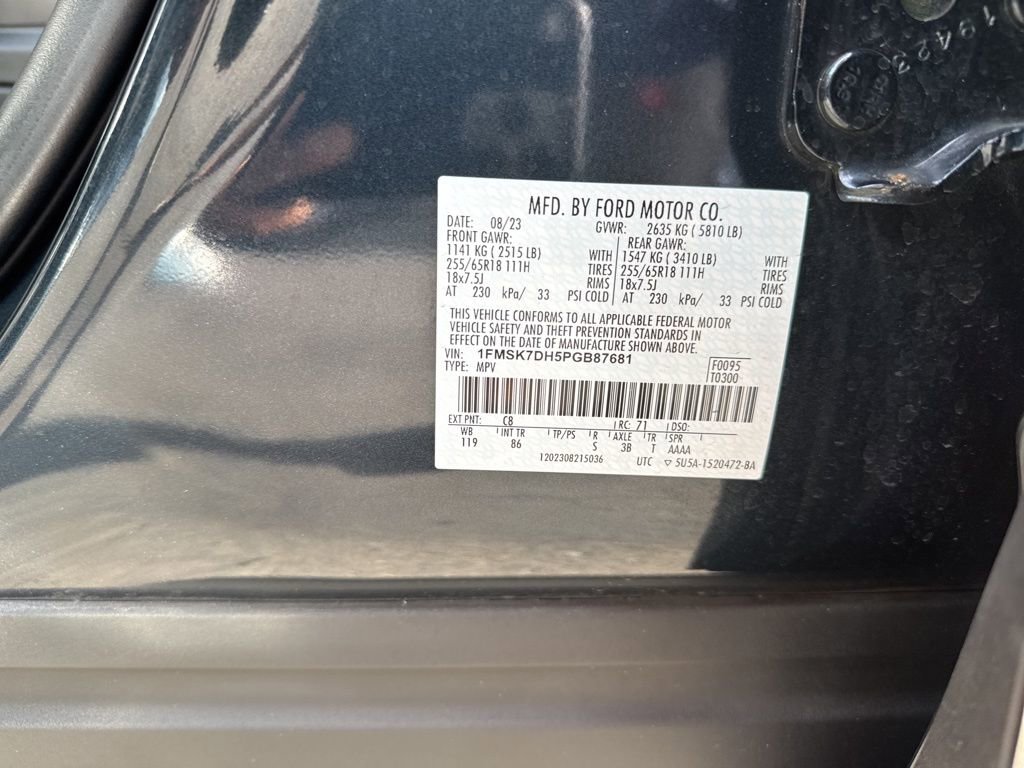 MFD. BY FORD MOTOR CO.
DATE: 08/23 GVWR: 2635 KG ( 5810 LB)
FRONT GAWR: REAR GAWR:
1141 KG ( 2515 LB) WITH 1547 KG ( 3410 LB) WITH
255/65R18 111H TIRES 255/65R18 111H TIRES
18x7.5J RIMS 18x7.5J RIMS
AT 230 kPa/ 33 PSI COLD AT 230 kPa/ 33 PSI COLD
THIS VEHICLE CONFORMS TO ALL APPLICABLE FEDERAL MOTOR
VEHICLE SAFETY AND THEFT PREVENTION STANDARDS IN
EFFECT ON THE DATE OF MANUFACTURE SHOWN ABOVE.
VIN: 1FMSK7DH5PGB87681 F0095
TYPE: MPV T0300
EXT PNT: C8 RC: 71 DSO:
WB INT TR TP/PS R AXLE TR SPR
119 86 S 3B T AAAA
1202308215036 UTC ▽ 5U5A-1520472-BA